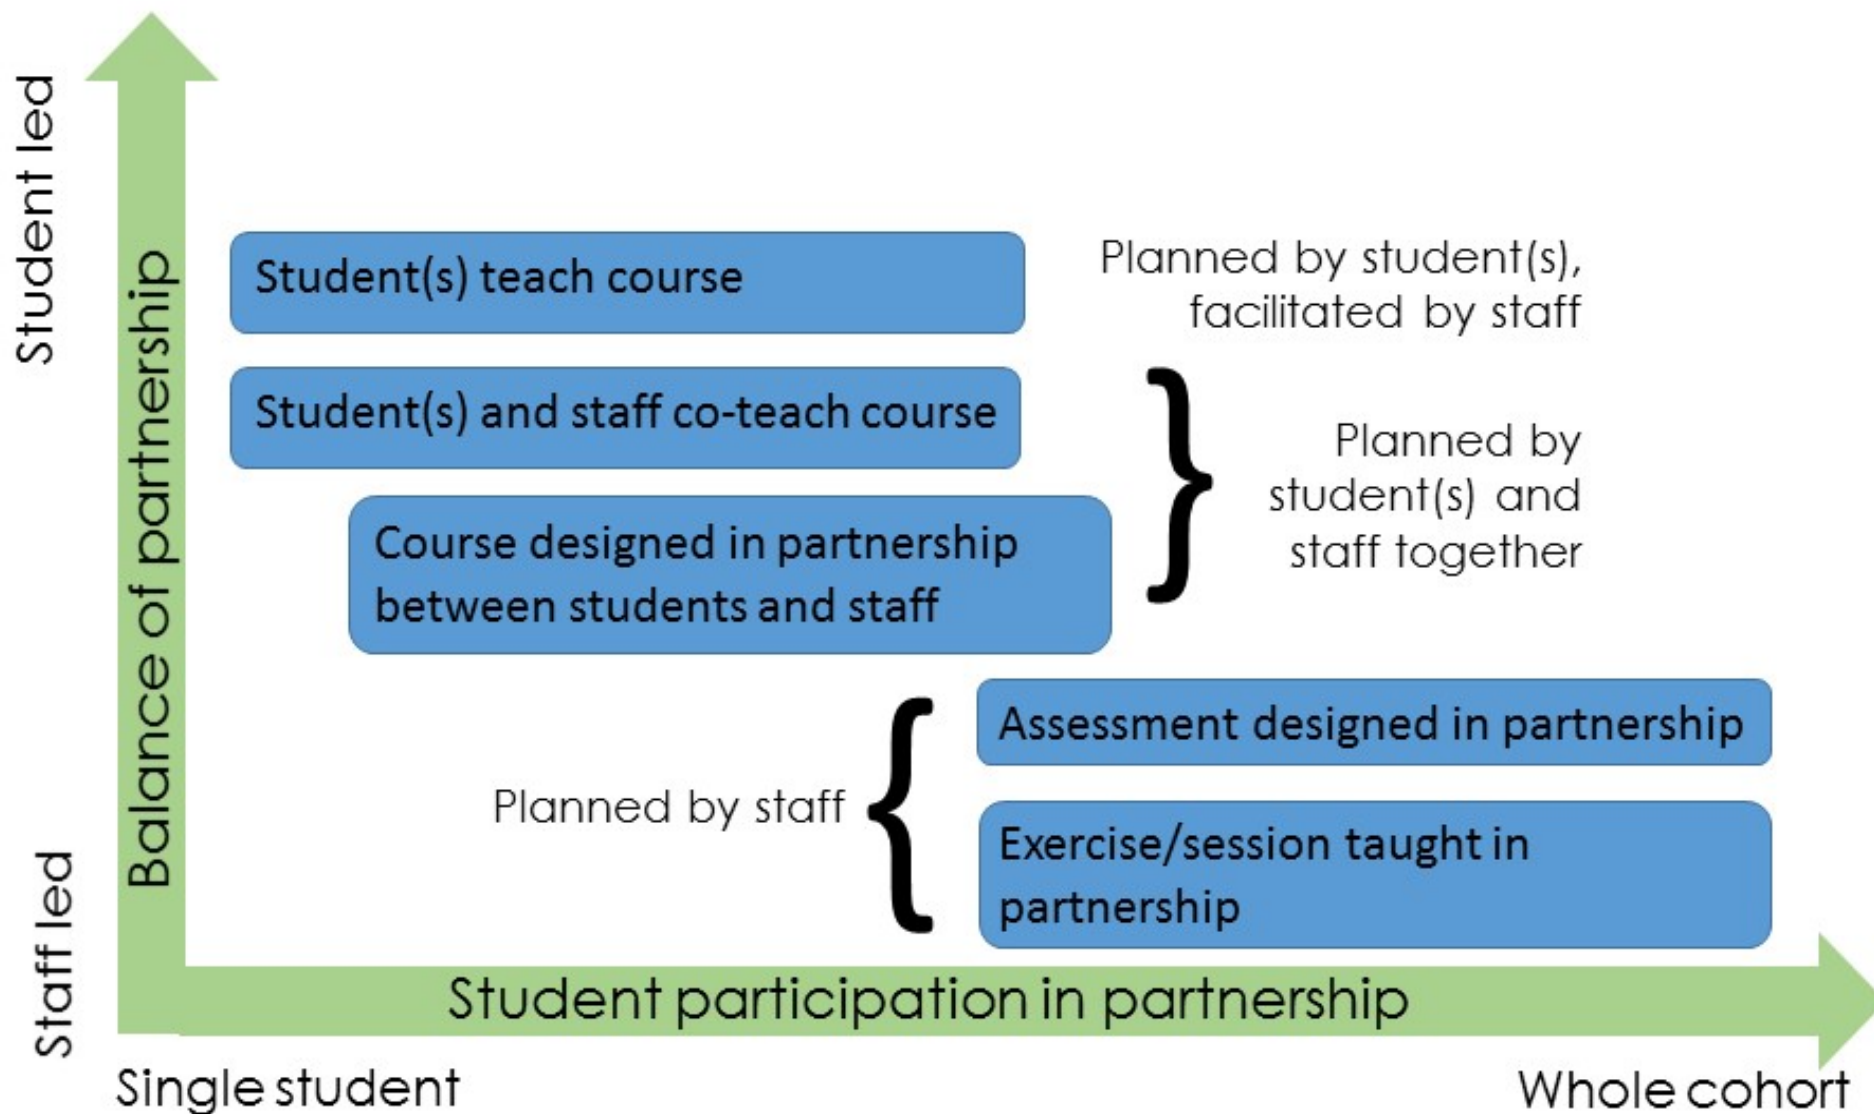 Student led
Balance of partnership
Staff led
Student(s) teach course
Planned by student(s),
facilitated by staff
Student(s) and staff co-teach course
Planned by
student(s) and
staff together
Course designed in partnership
between students and staff
Assessment designed in partnership
Planned by staff
Exercise/session taught in
partnership
Student participation in partnership
Single student
Whole cohort